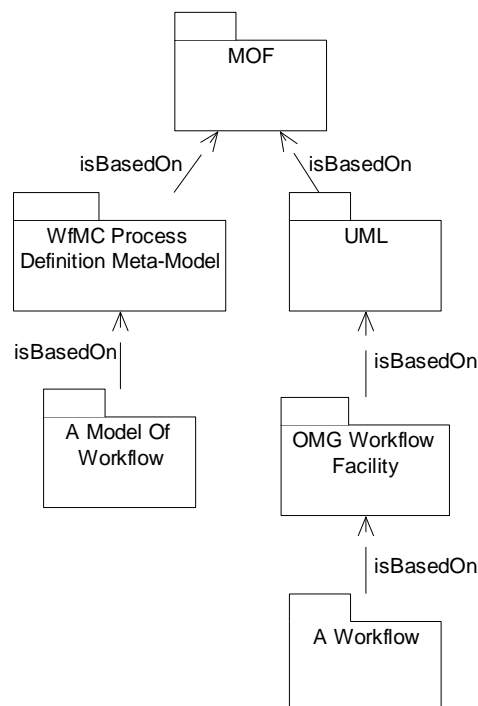 MOF
isBasedOn
isBasedOn
WfMC Process
Definition Meta-Model
UML
isBasedOn
isBasedOn
A Model Of
Workflow
OMG Workflow
Facility
isBasedOn
A Workflow